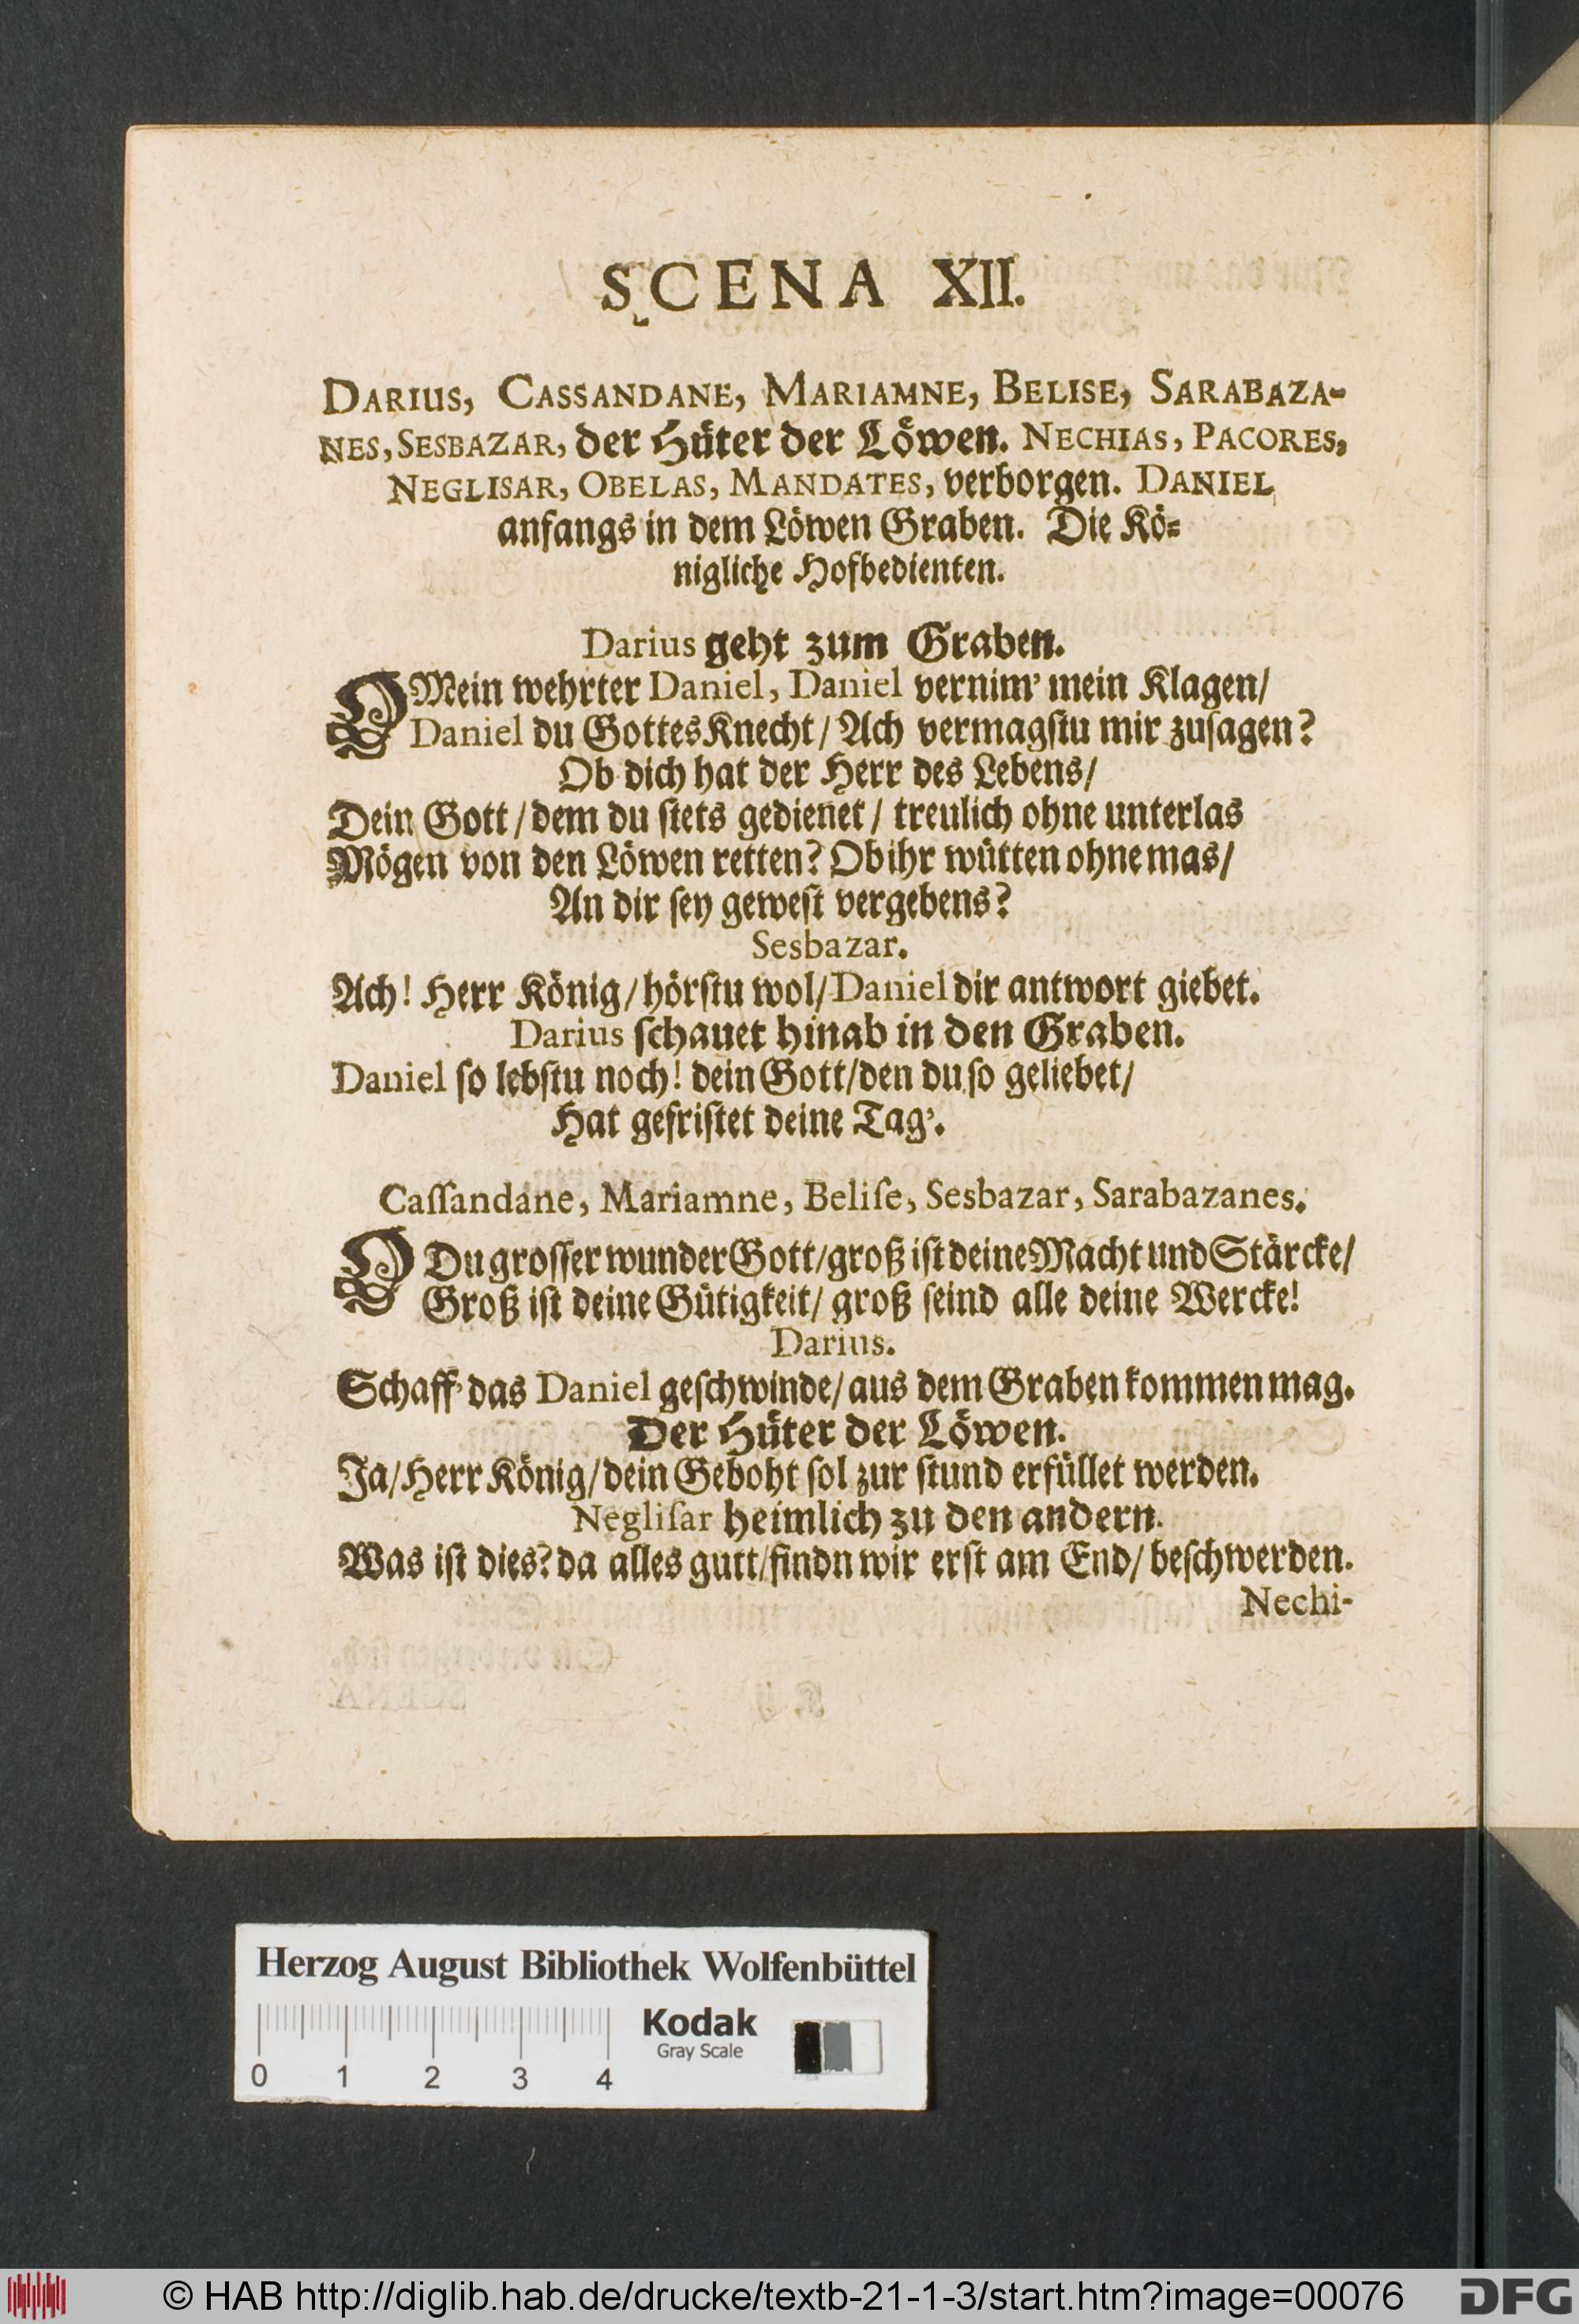 SCENA XII.
DARIUS, CASSANDANE, MARIAMNE, BELISE, SARABAZA-
NES, SESBAZAR, der Hüter der Löwen. NECHIAS, PACORES,
NEGLISAR, OBELAS, MANDATES, verborgen. DANIEL
anfangs in dem Löwen Graben. Die Kö=
nigliche Hofbedienten.
Darius geht zum Graben.
O Mein wehrter Daniel, Daniel vernim' mein Klagen/
Daniel du Gottes Knecht/ Ach vermagſtu mir zuſagen?
Ob dich hat der Herr des Lebens/
Dein Gott/ dem du ſtets gedienet/ treulich ohne unterlas
Mögen von den Löwen retten? Ob ihr wütten ohne mas/
An dir ſey geweſt vergebens?
Sesbazar.
Ach! Herr König/ hörſtu wol/ Daniel dir antwort giebet.
Darius ſchauet hinab in den Graben.
Daniel ſo lebſtu noch! dein Gott/ den du ſo geliebet/
Hat gefriſtet deine Tag'.
Caſſandane, Mariamne, Beliſe, Sesbazar, Sarabazanes.
O Du groſſer wunder Gott/ groß iſt deine Macht und Stärcke/
Groß iſt deine Gütigkeit/ groß ſeind alle deine Wercke!
Darius.
Schaff' das Daniel geſchwinde/ aus dem Graben kommen mag.
Der Hüter der Löwen.
Ja/ Herr König/ dein Geboht ſol zur ſtund erfüllet werden.
Negliſar heimlich zu den andern.
Was iſt dies? da alles gutt/ findn wir erſt am End/ beſchwerden.
Nechi-
Herzog August Bibliothek Wolfenbüttel
Kodak
Gray Scale
0 1 2 3 4
© HAB http://diglib.hab.de/drucke/textb-21-1-3/start.htm?image=00076
DFG